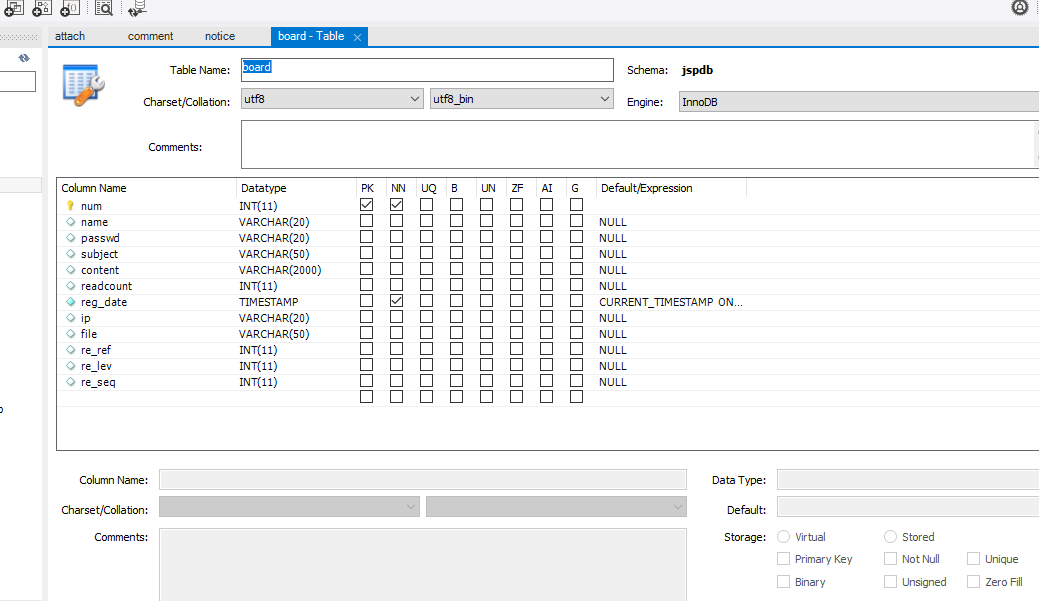 attach comment notice board - Table
Table Name: board Schema: jspdb
Charset/Collation: utf8 utf8_bin Engine: InnoDB
Comments:
Column Name Datatype PK NN UQ B UN ZF AI G Default/Expression
num INT(11)
name VARCHAR(20) NULL
passwd VARCHAR(20) NULL
subject VARCHAR(50) NULL
content VARCHAR(2000) NULL
readcount INT(11) NULL
reg_date TIMESTAMP CURRENT_TIMESTAMP ON...
ip VARCHAR(20) NULL
file VARCHAR(50) NULL
re_ref INT(11) NULL
re_lev INT(11) NULL
re_seq INT(11) NULL
Column Name: Data Type:
Charset/Collation: Default:
Comments: Storage: Virtual Stored
Primary Key Not Null Unique
Binary Unsigned Zero Fill